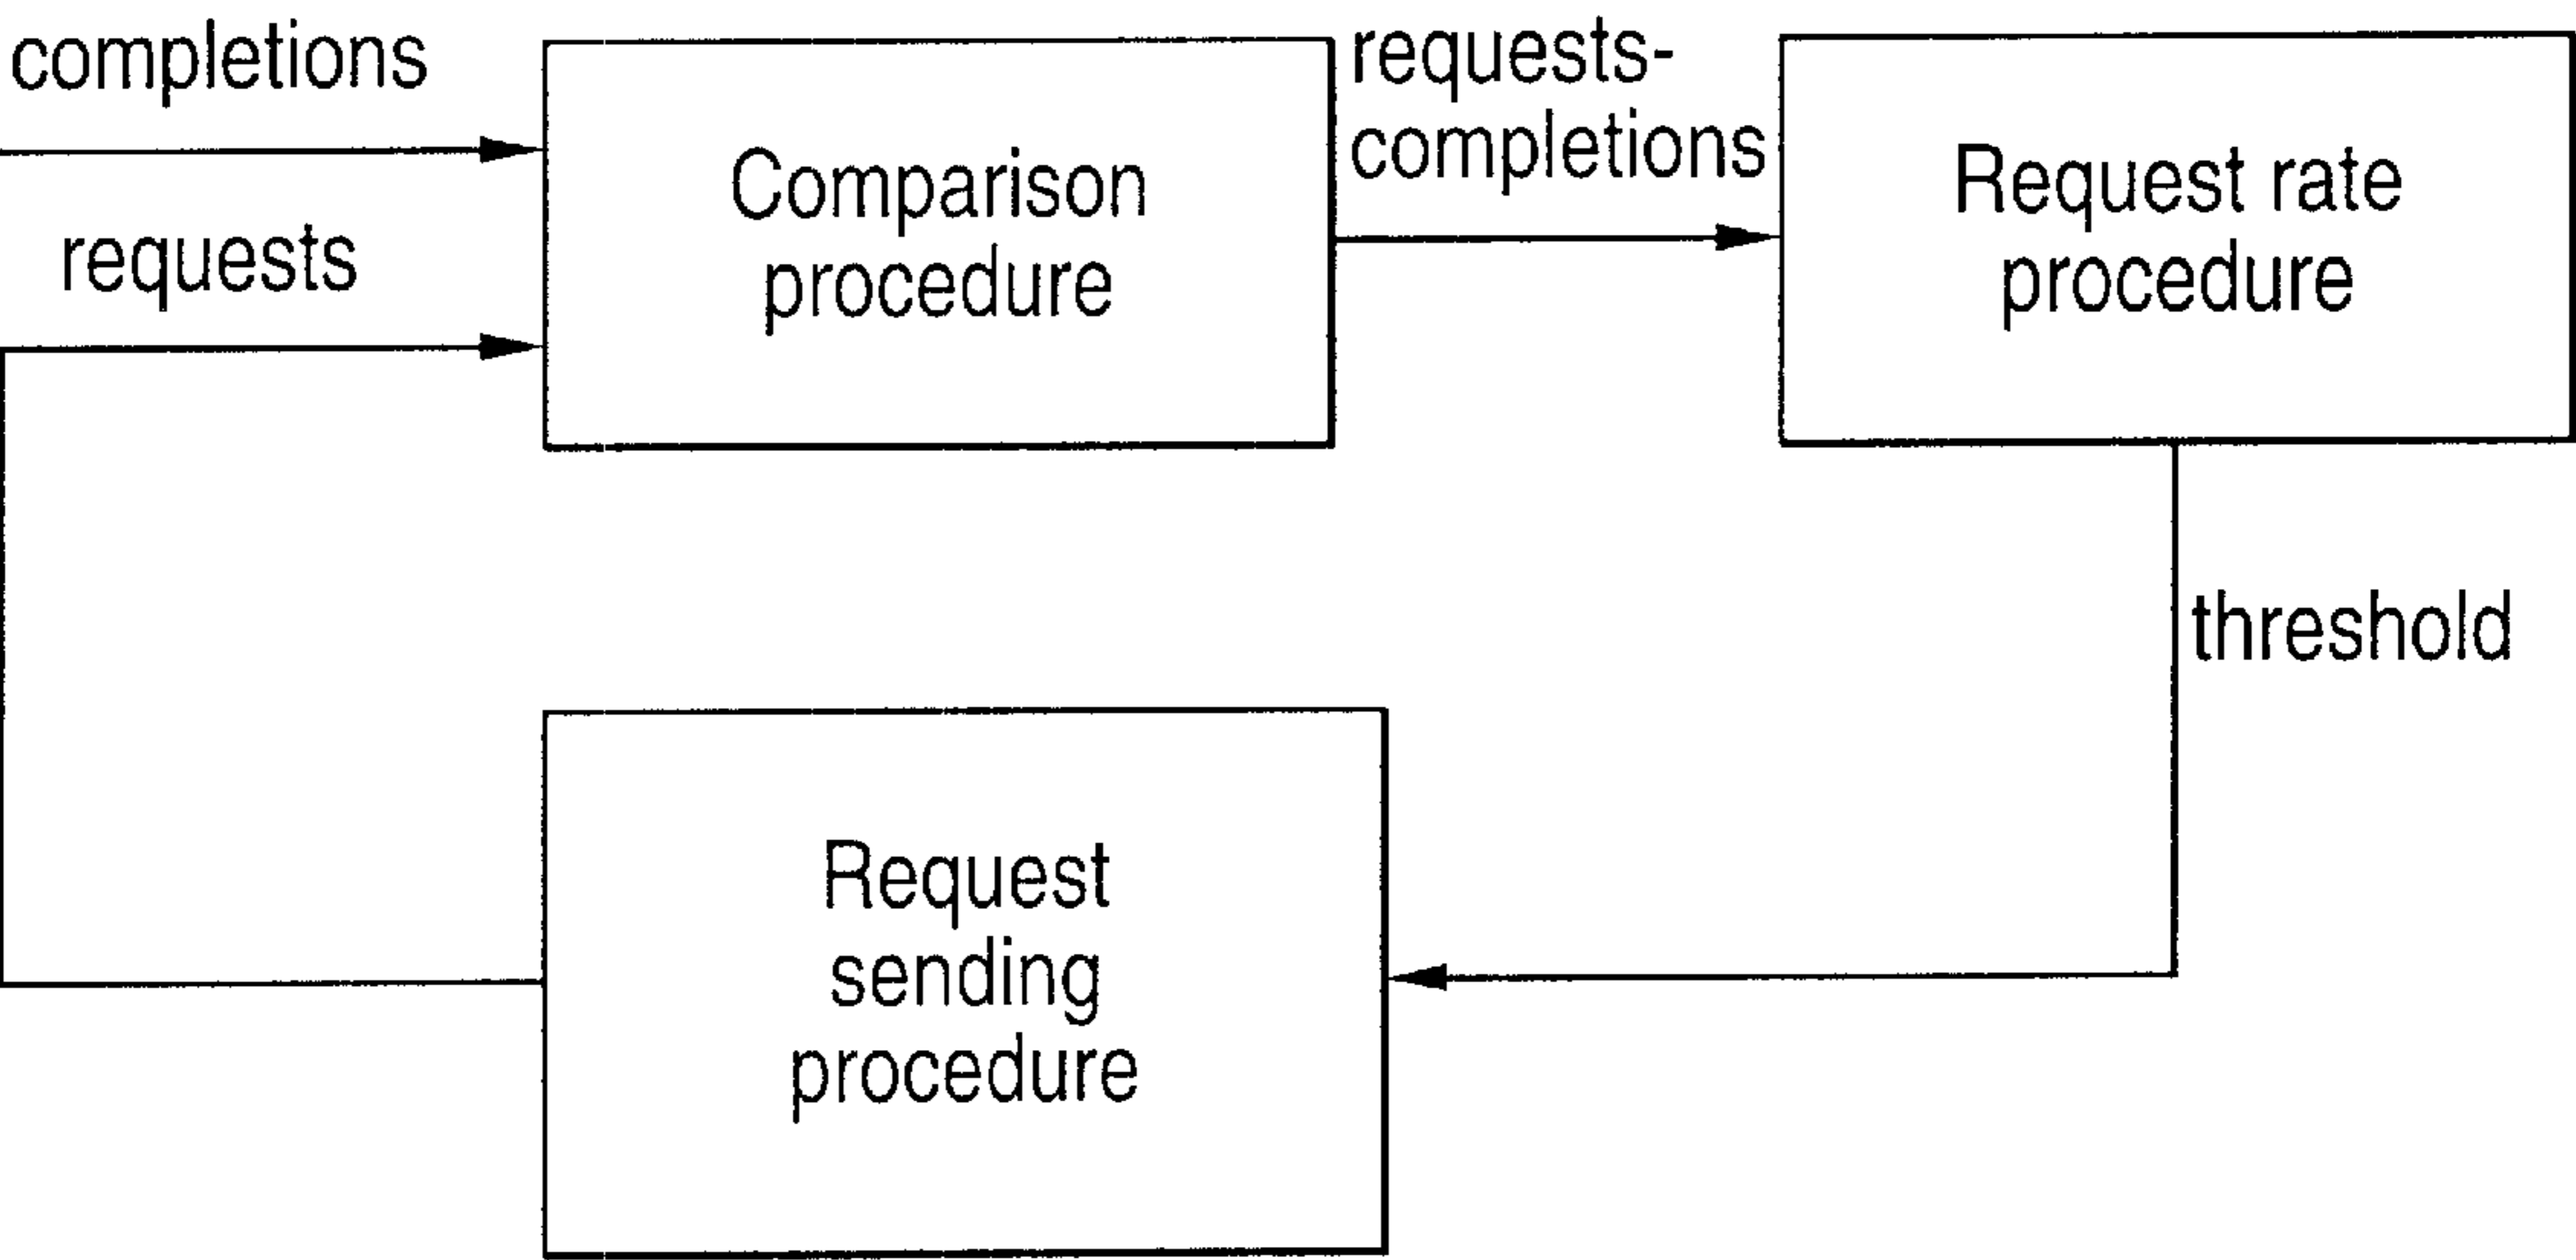 completions
requests
Comparison
procedure
requests-
completions
Request rate
procedure
threshold
Request
sending
procedure